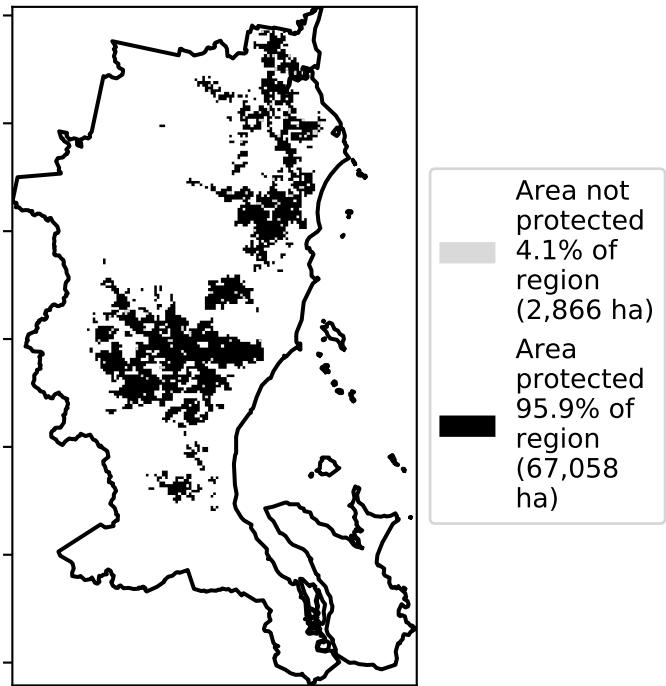 Area not
protected
4.1% of
region
(2,866 ha)
Area
protected
95.9% of
region
(67,058
ha)